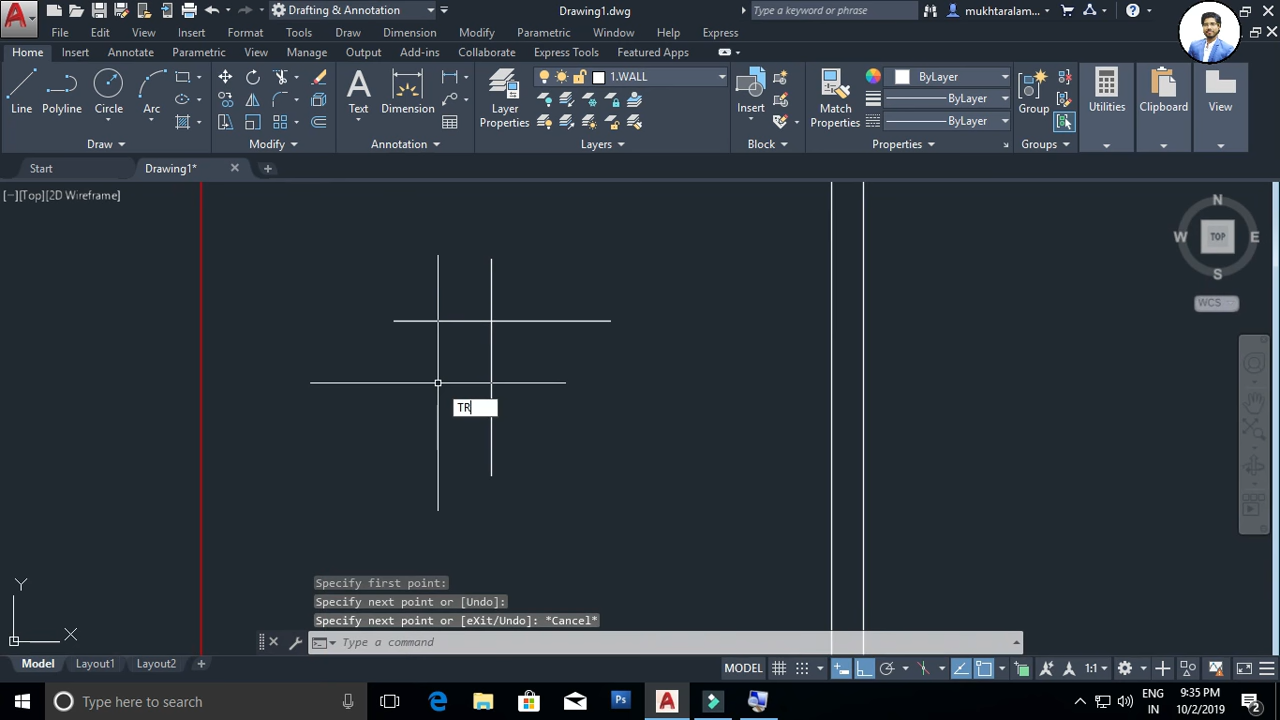 A Drafting & Annotation Drawing1.dwg Type a keyword or phrase mukhtaralam... ?
File Edit View Insert Format Tools Draw Dimension Modify Parametric Window Help Express
Home Insert Annotate Parametric View Manage Output Add-ins Collaborate Express Tools Featured Apps
1.WALL ByLayer
ByLayer
ByLayer
Line Polyline Circle Arc Text Dimension Layer Properties Insert Match Properties Group Utilities Clipboard View
Draw Modify Annotation Layers Block Properties Groups
Start Drawing1* +
[−][Top][2D Wireframe]
N
W TOP E
S
WCS
TR
Y
X
Specify first point:
Specify next point or [Undo]:
Specify next point or [eXit/Undo]: *Cancel*
Type a command
Model Layout1 Layout2 + MODEL 1:1
Type here to search Ps A ENG IN 9:35 PM 10/2/2019 2